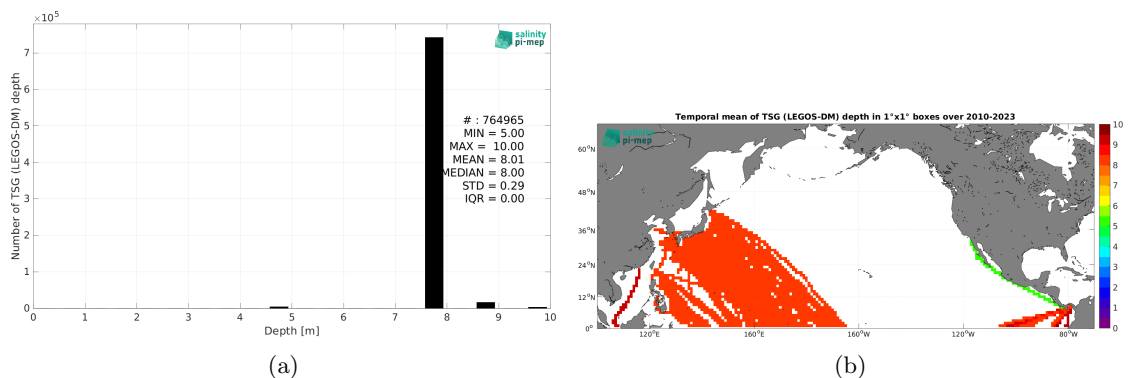 ×10⁵
salinity
pi-mep
7
6
5
4
3
2
1
0
Number of TSG (LEGOS-DM) depth
# : 764965
MIN = 5.00
MAX = 10.00
MEAN = 8.01
MEDIAN = 8.00
STD = 0.29
IQR = 0.00
0 1 2 3 4 5 6 7 8 9 10
Depth [m]
(a)
Temporal mean of TSG (LEGOS-DM) depth in 1°x1° boxes over 2010-2023
salinity
pi-mep
60°N
48°N
36°N
24°N
12°N
0°
120°E 160°E 160°W 120°W 80°W
10
9
8
7
6
5
4
3
2
1
0
(b)